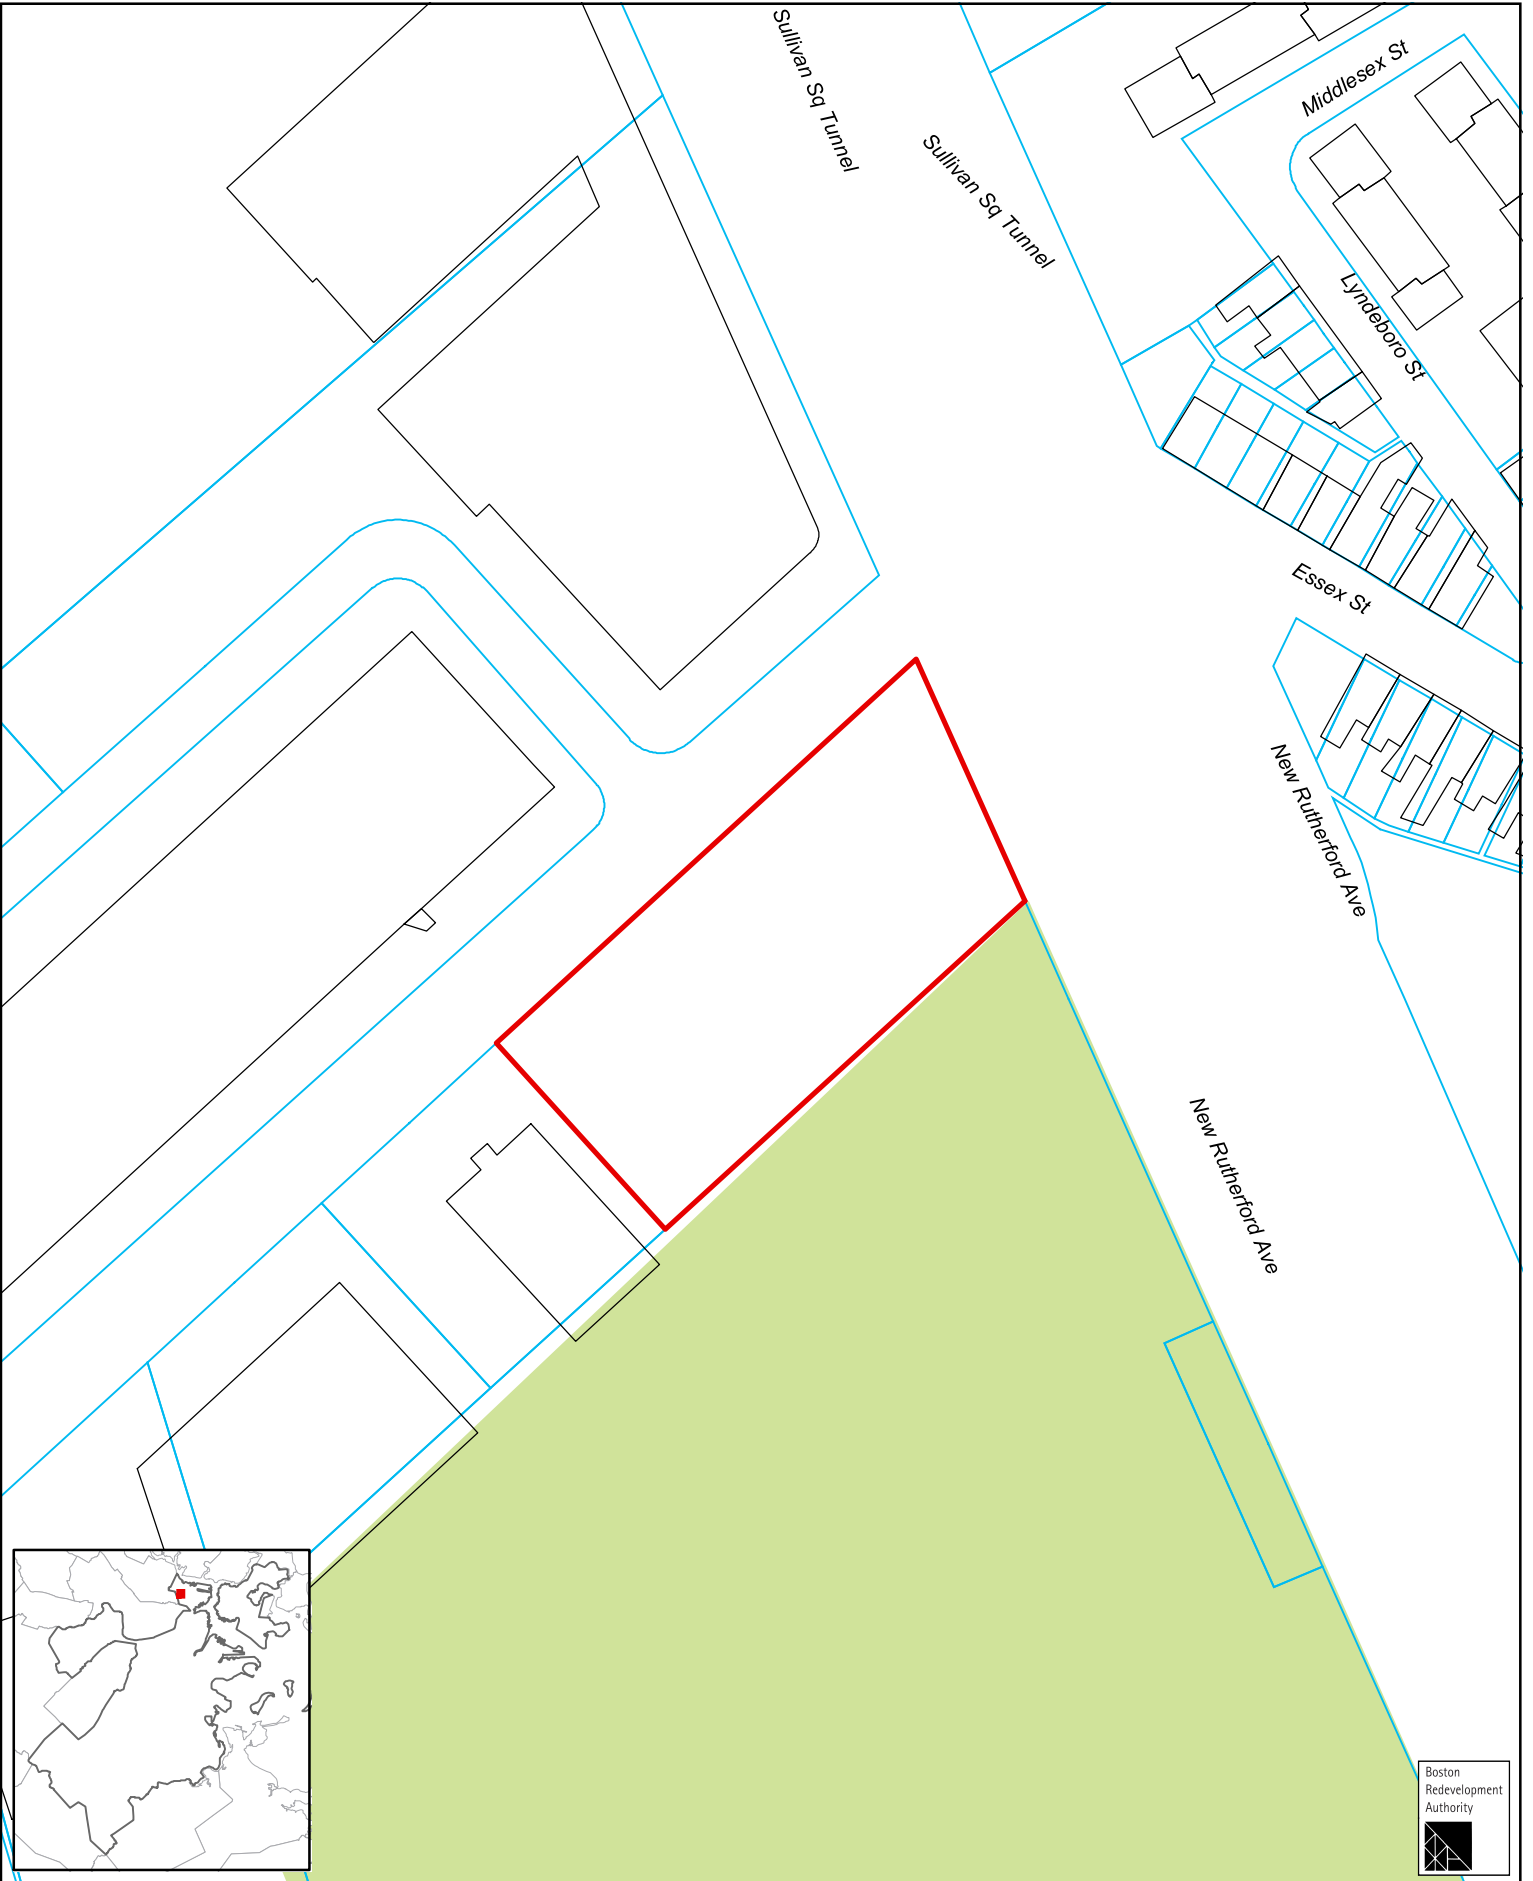 Sullivan Sq Tunnel
Middlesex St
Sullivan Sq Tunnel
Lyndeboro St
Essex St
New Rutherford Ave
New Rutherford Ave
Boston
Redevelopment
Authority